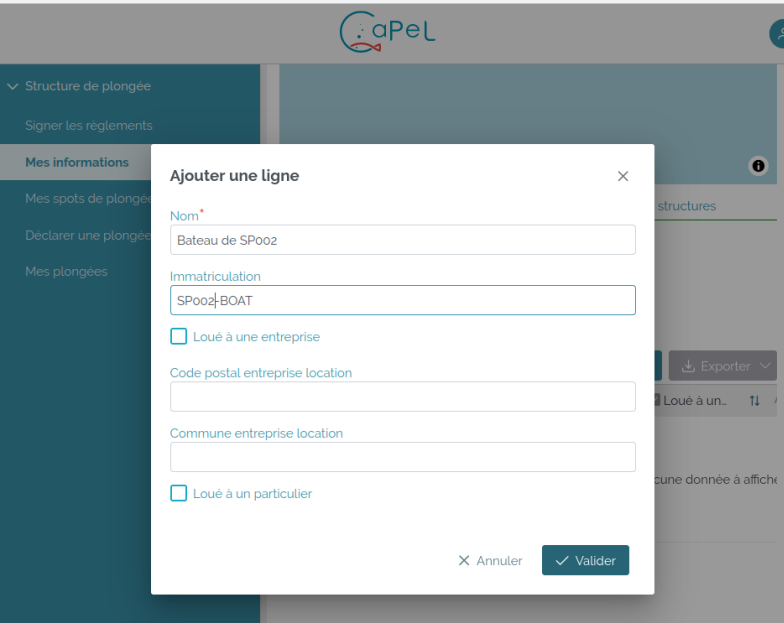 CaPeL
Structure de plongée
Signer les règlements
Mes informations
Mes spots de plongée
Déclarer une plongée
Mes plongées
structures
Exporter
Loué à un...
cune donnée à affiche
Ajouter une ligne
Nom*
Bateau de SP002
Immatriculation
SP002-BOAT
Loué à une entreprise
Code postal entreprise location
Commune entreprise location
Loué à un particulier
Annuler
Valider